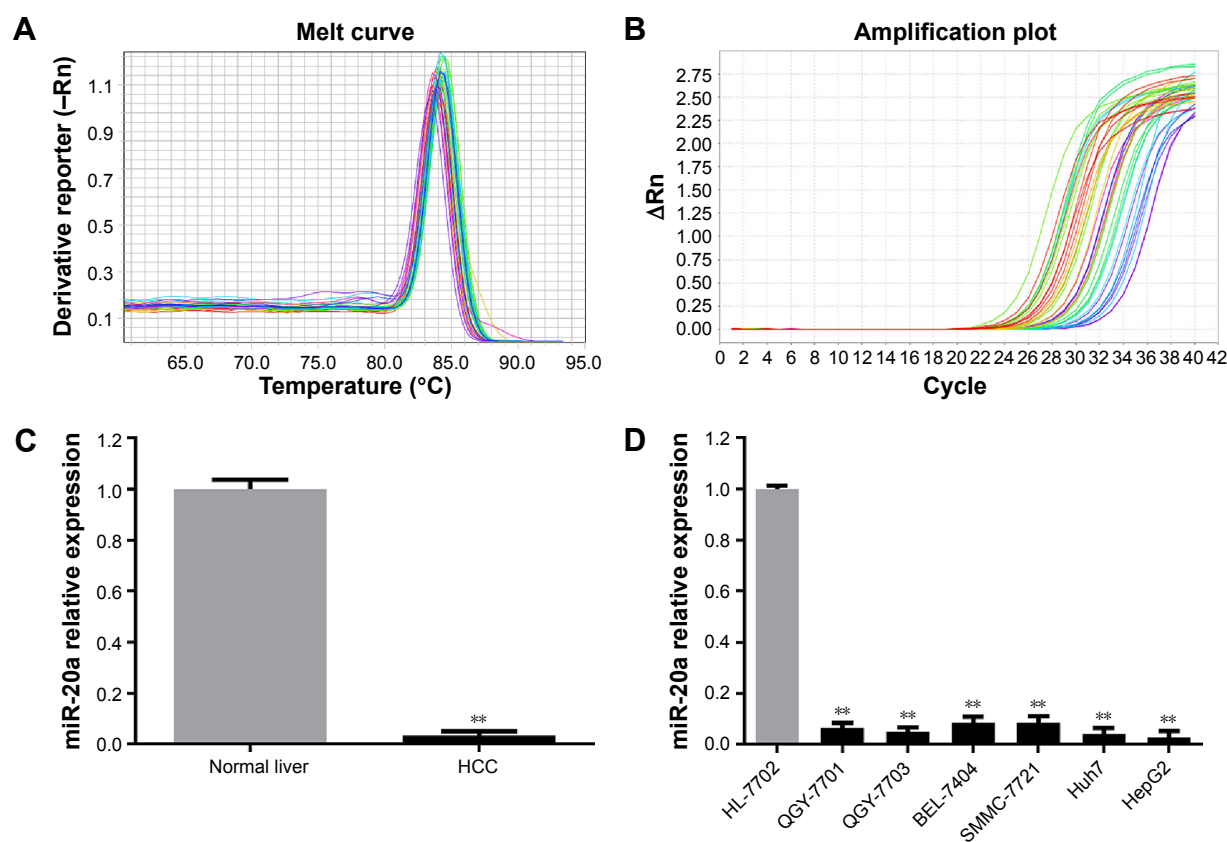 A
Melt curve
Derivative reporter (–Rn)
1.1
0.9
0.7
0.5
0.3
0.1
65.0 70.0 75.0 80.0 85.0 90.0 95.0
Temperature (°C)
B
Amplification plot
ΔRn
2.75
2.50
2.25
2.00
1.75
1.50
1.25
1.00
0.75
0.50
0.25
0.00
0 2 4 6 8 10 12 14 16 18 20 22 24 26 28 30 32 34 36 38 40 42
Cycle
C
miR-20a relative expression
1.2
1.0
0.8
0.6
0.4
0.2
0.0
**
Normal liver HCC
D
miR-20a relative expression
1.2
1.0
0.8
0.6
0.4
0.2
0.0
** ** ** ** ** **
HL-7702 QGY-7701 QGY-7703 BEL-7404 SMMC-7721 Huh7 HepG2